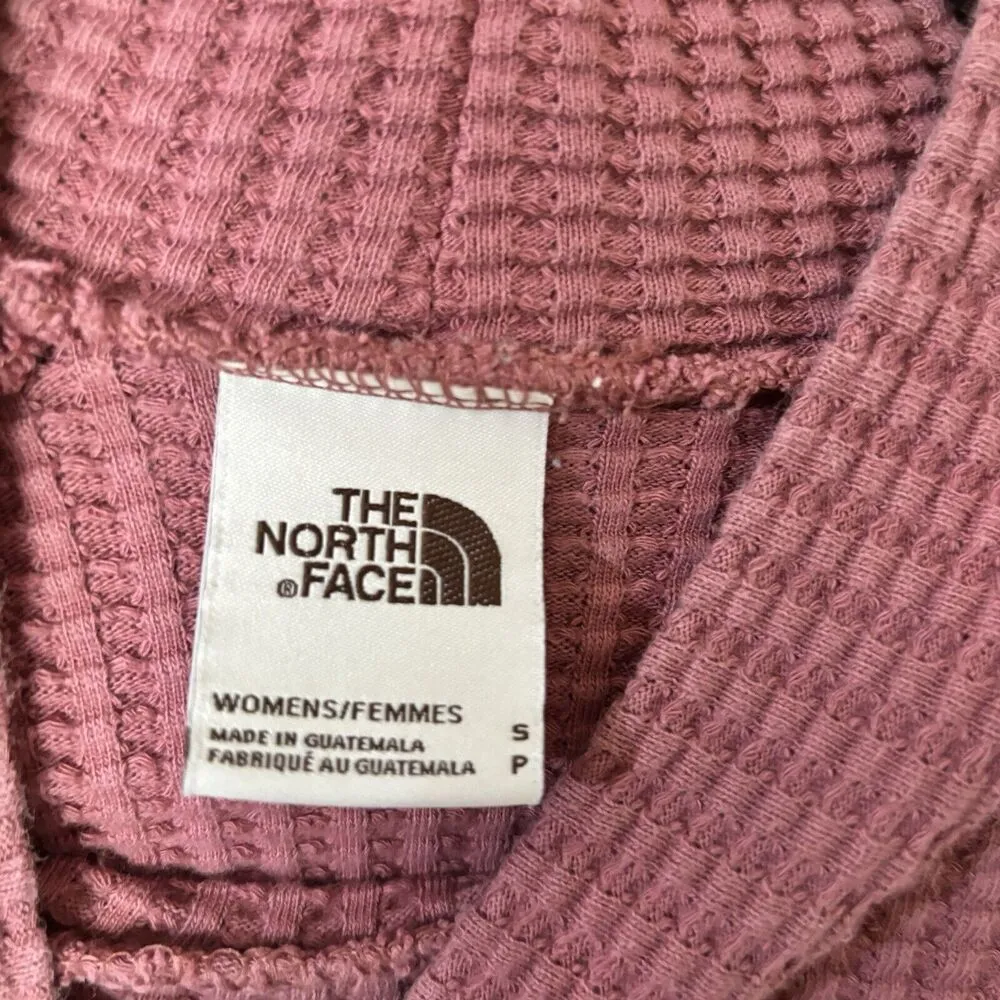 THE
NORTH
® FACE
WOMENS/FEMMES
MADE IN GUATEMALA S
FABRIQUÉ AU GUATEMALA P